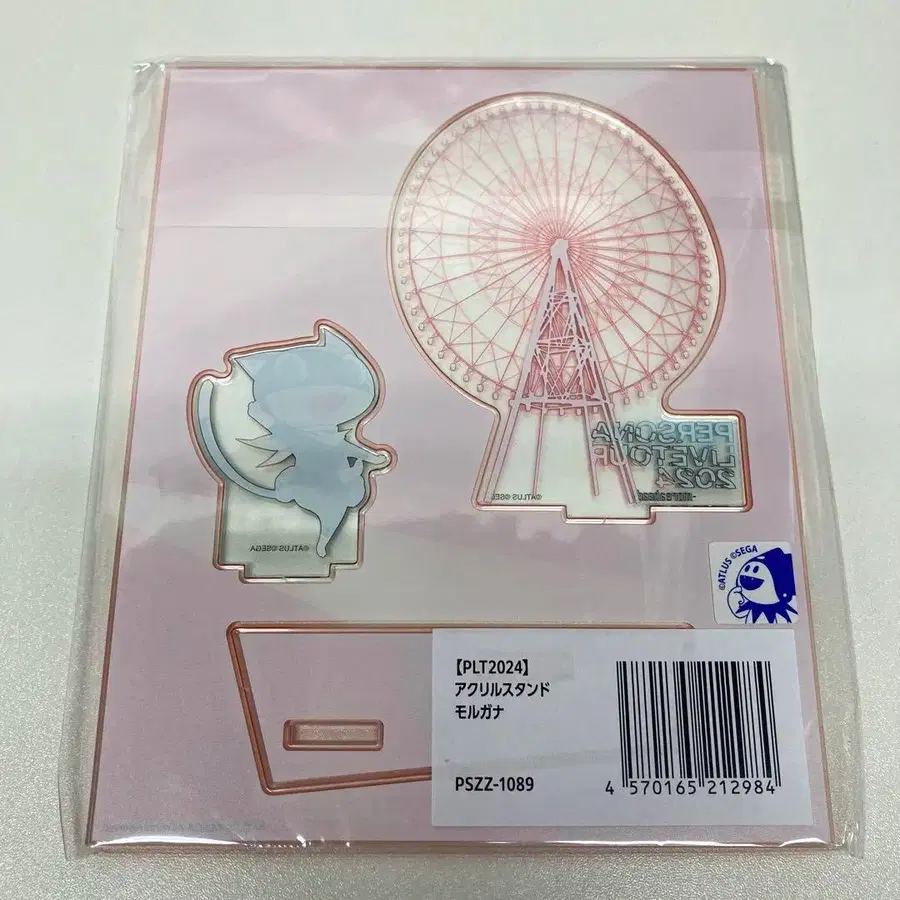 PERSONA
LIVE TOUR
2024
©ATLUS ©SE
©ATLUS ©SEGA
©ATLUS ©SEGA
【PLT2024】
アクリルスタンド
モルガナ
PSZZ-1089
4 570165 212984